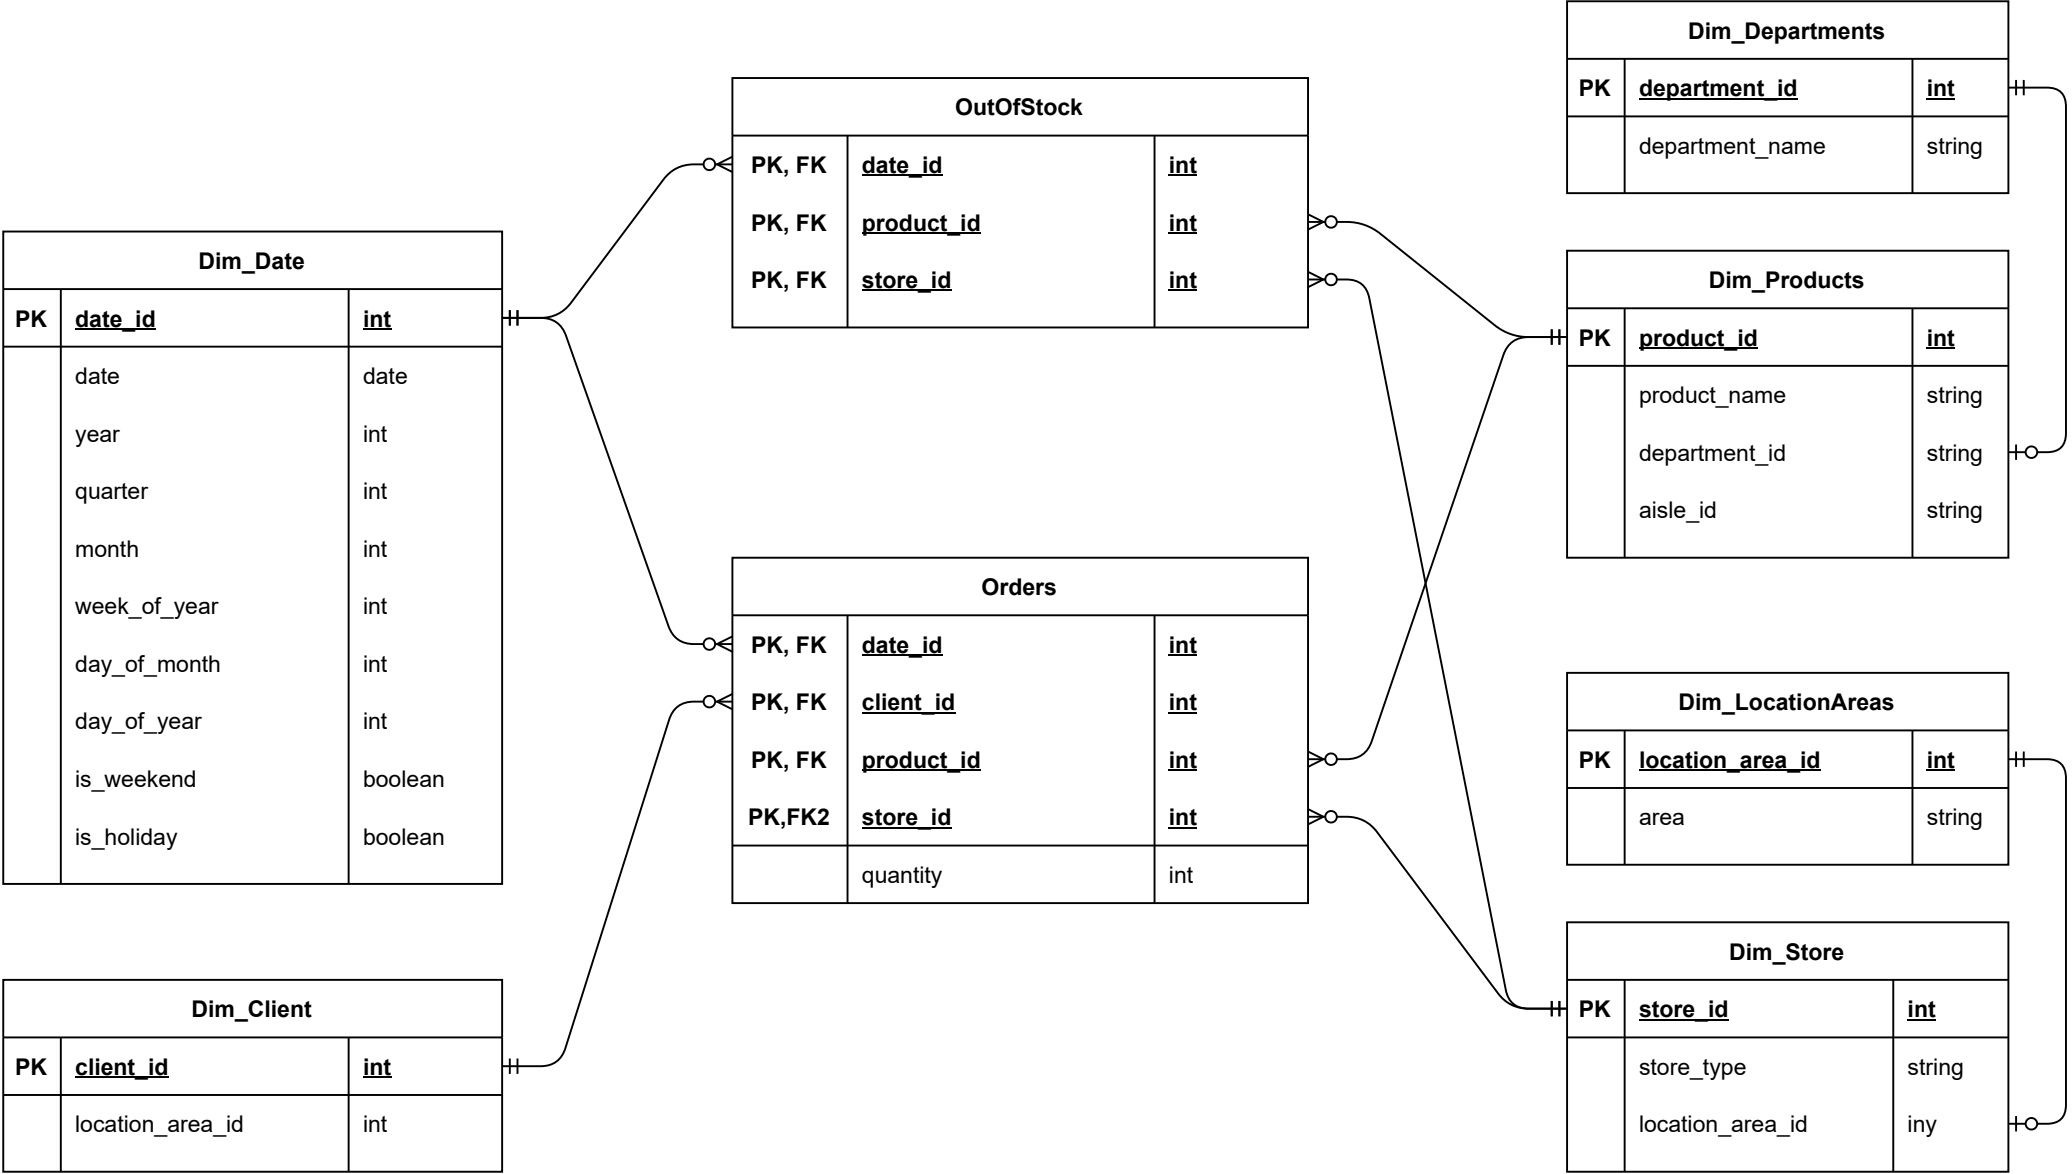 Dim_Departments
PK department_id int
department_name string
OutOfStock
PK, FK date_id int
PK, FK product_id int
PK, FK store_id int
Dim_Date
PK date_id int
date date
year int
quarter int
month int
week_of_year int
day_of_month int
day_of_year int
is_weekend boolean
is_holiday boolean
Dim_Products
PK product_id int
product_name string
department_id string
aisle_id string
Orders
PK, FK date_id int
PK, FK client_id int
PK, FK product_id int
PK,FK2 store_id int
quantity int
Dim_LocationAreas
PK location_area_id int
area string
Dim_Client
PK client_id int
location_area_id int
Dim_Store
PK store_id int
store_type string
location_area_id iny